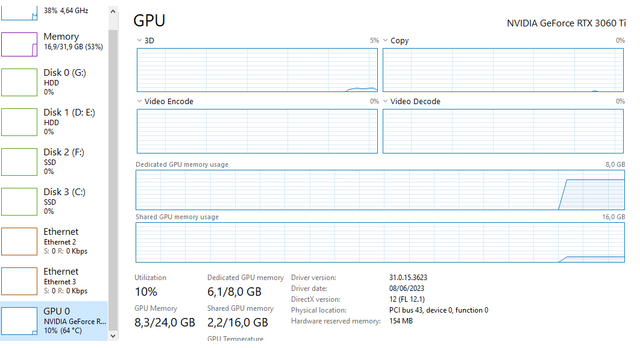 38% 4,64 GHz
Memory
16,9/31,9 GB (53%)
Disk 0 (G:)
HDD
0%
Disk 1 (D: E:)
HDD
0%
Disk 2 (F:)
SSD
0%
Disk 3 (C:)
SSD
0%
Ethernet
Ethernet 2
S: 0 R: 0 Kbps
Ethernet
Ethernet 3
S: 0 R: 0 Kbps
GPU 0
NVIDIA GeForce R...
10% (64 °C)
GPU
NVIDIA GeForce RTX 3060 Ti
3D 5%
Copy 0%
Video Encode 0%
Video Decode 0%
Dedicated GPU memory usage 8,0 GB
Shared GPU memory usage 16,0 GB
Utilization
10%
Dedicated GPU memory
6,1/8,0 GB
GPU Memory
8,3/24,0 GB
Shared GPU memory
2,2/16,0 GB
GPU Temperature
Driver version: 31.0.15.3623
Driver date: 08/06/2023
DirectX version: 12 (FL 12.1)
Physical location: PCI bus 43, device 0, function 0
Hardware reserved memory: 154 MB